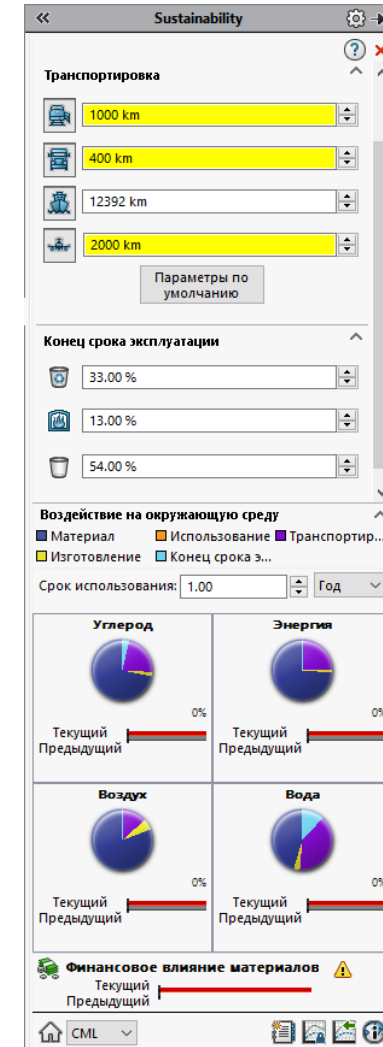 Sustainability
Транспортировка
1000 km
400 km
12392 km
2000 km
Параметры по
умолчанию
Конец срока эксплуатации
33.00 %
13.00 %
54.00 %
Воздействие на окружающую среду
Материал Использование Транспортир...
Изготовление Конец срока э...
Срок использования: 1.00 Год
Углерод Энергия
0% 0%
Текущий Текущий
Предыдущий Предыдущий
Воздух Вода
0% 0%
Текущий Текущий
Предыдущий Предыдущий
Финансовое влияние материалов
Текущий
Предыдущий
CML